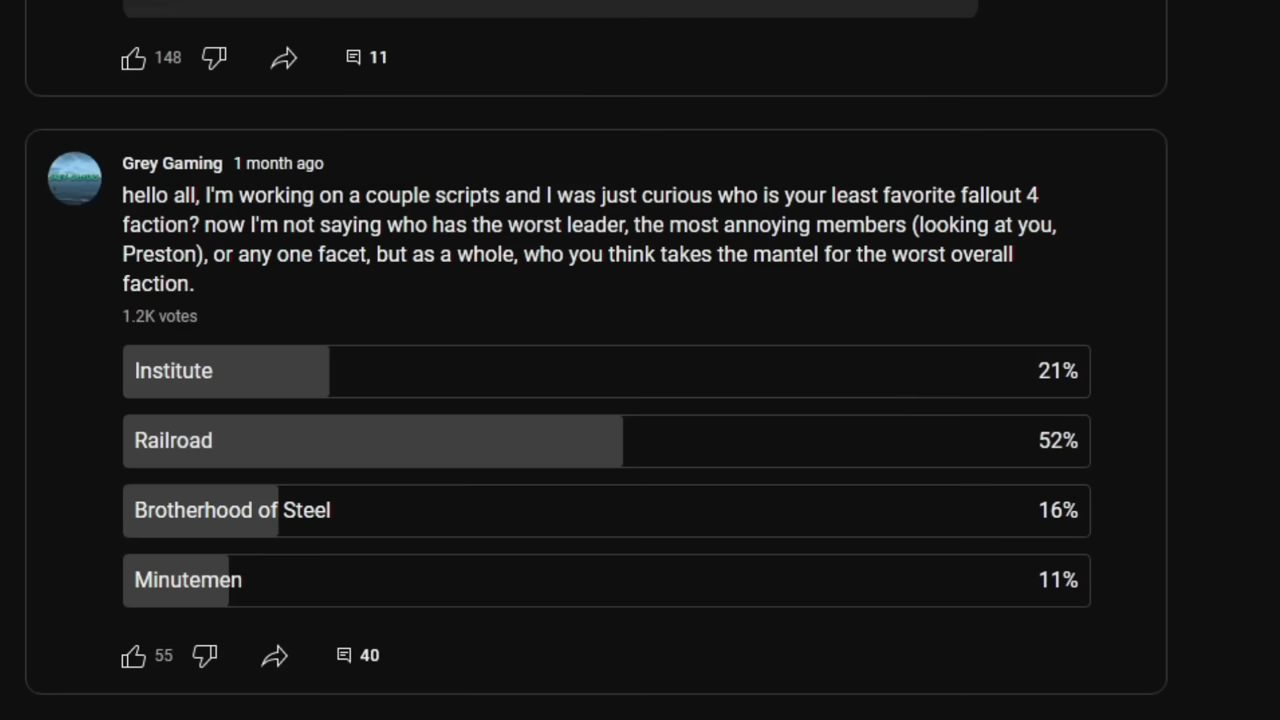 148
11
Grey Gaming 1 month ago
hello all, I'm working on a couple scripts and I was just curious who is your least favorite fallout 4
faction? now I'm not saying who has the worst leader, the most annoying members (looking at you,
Preston), or any one facet, but as a whole, who you think takes the mantel for the worst overall
faction.
1.2K votes
Institute 21%
Railroad 52%
Brotherhood of Steel 16%
Minutemen 11%
55
40